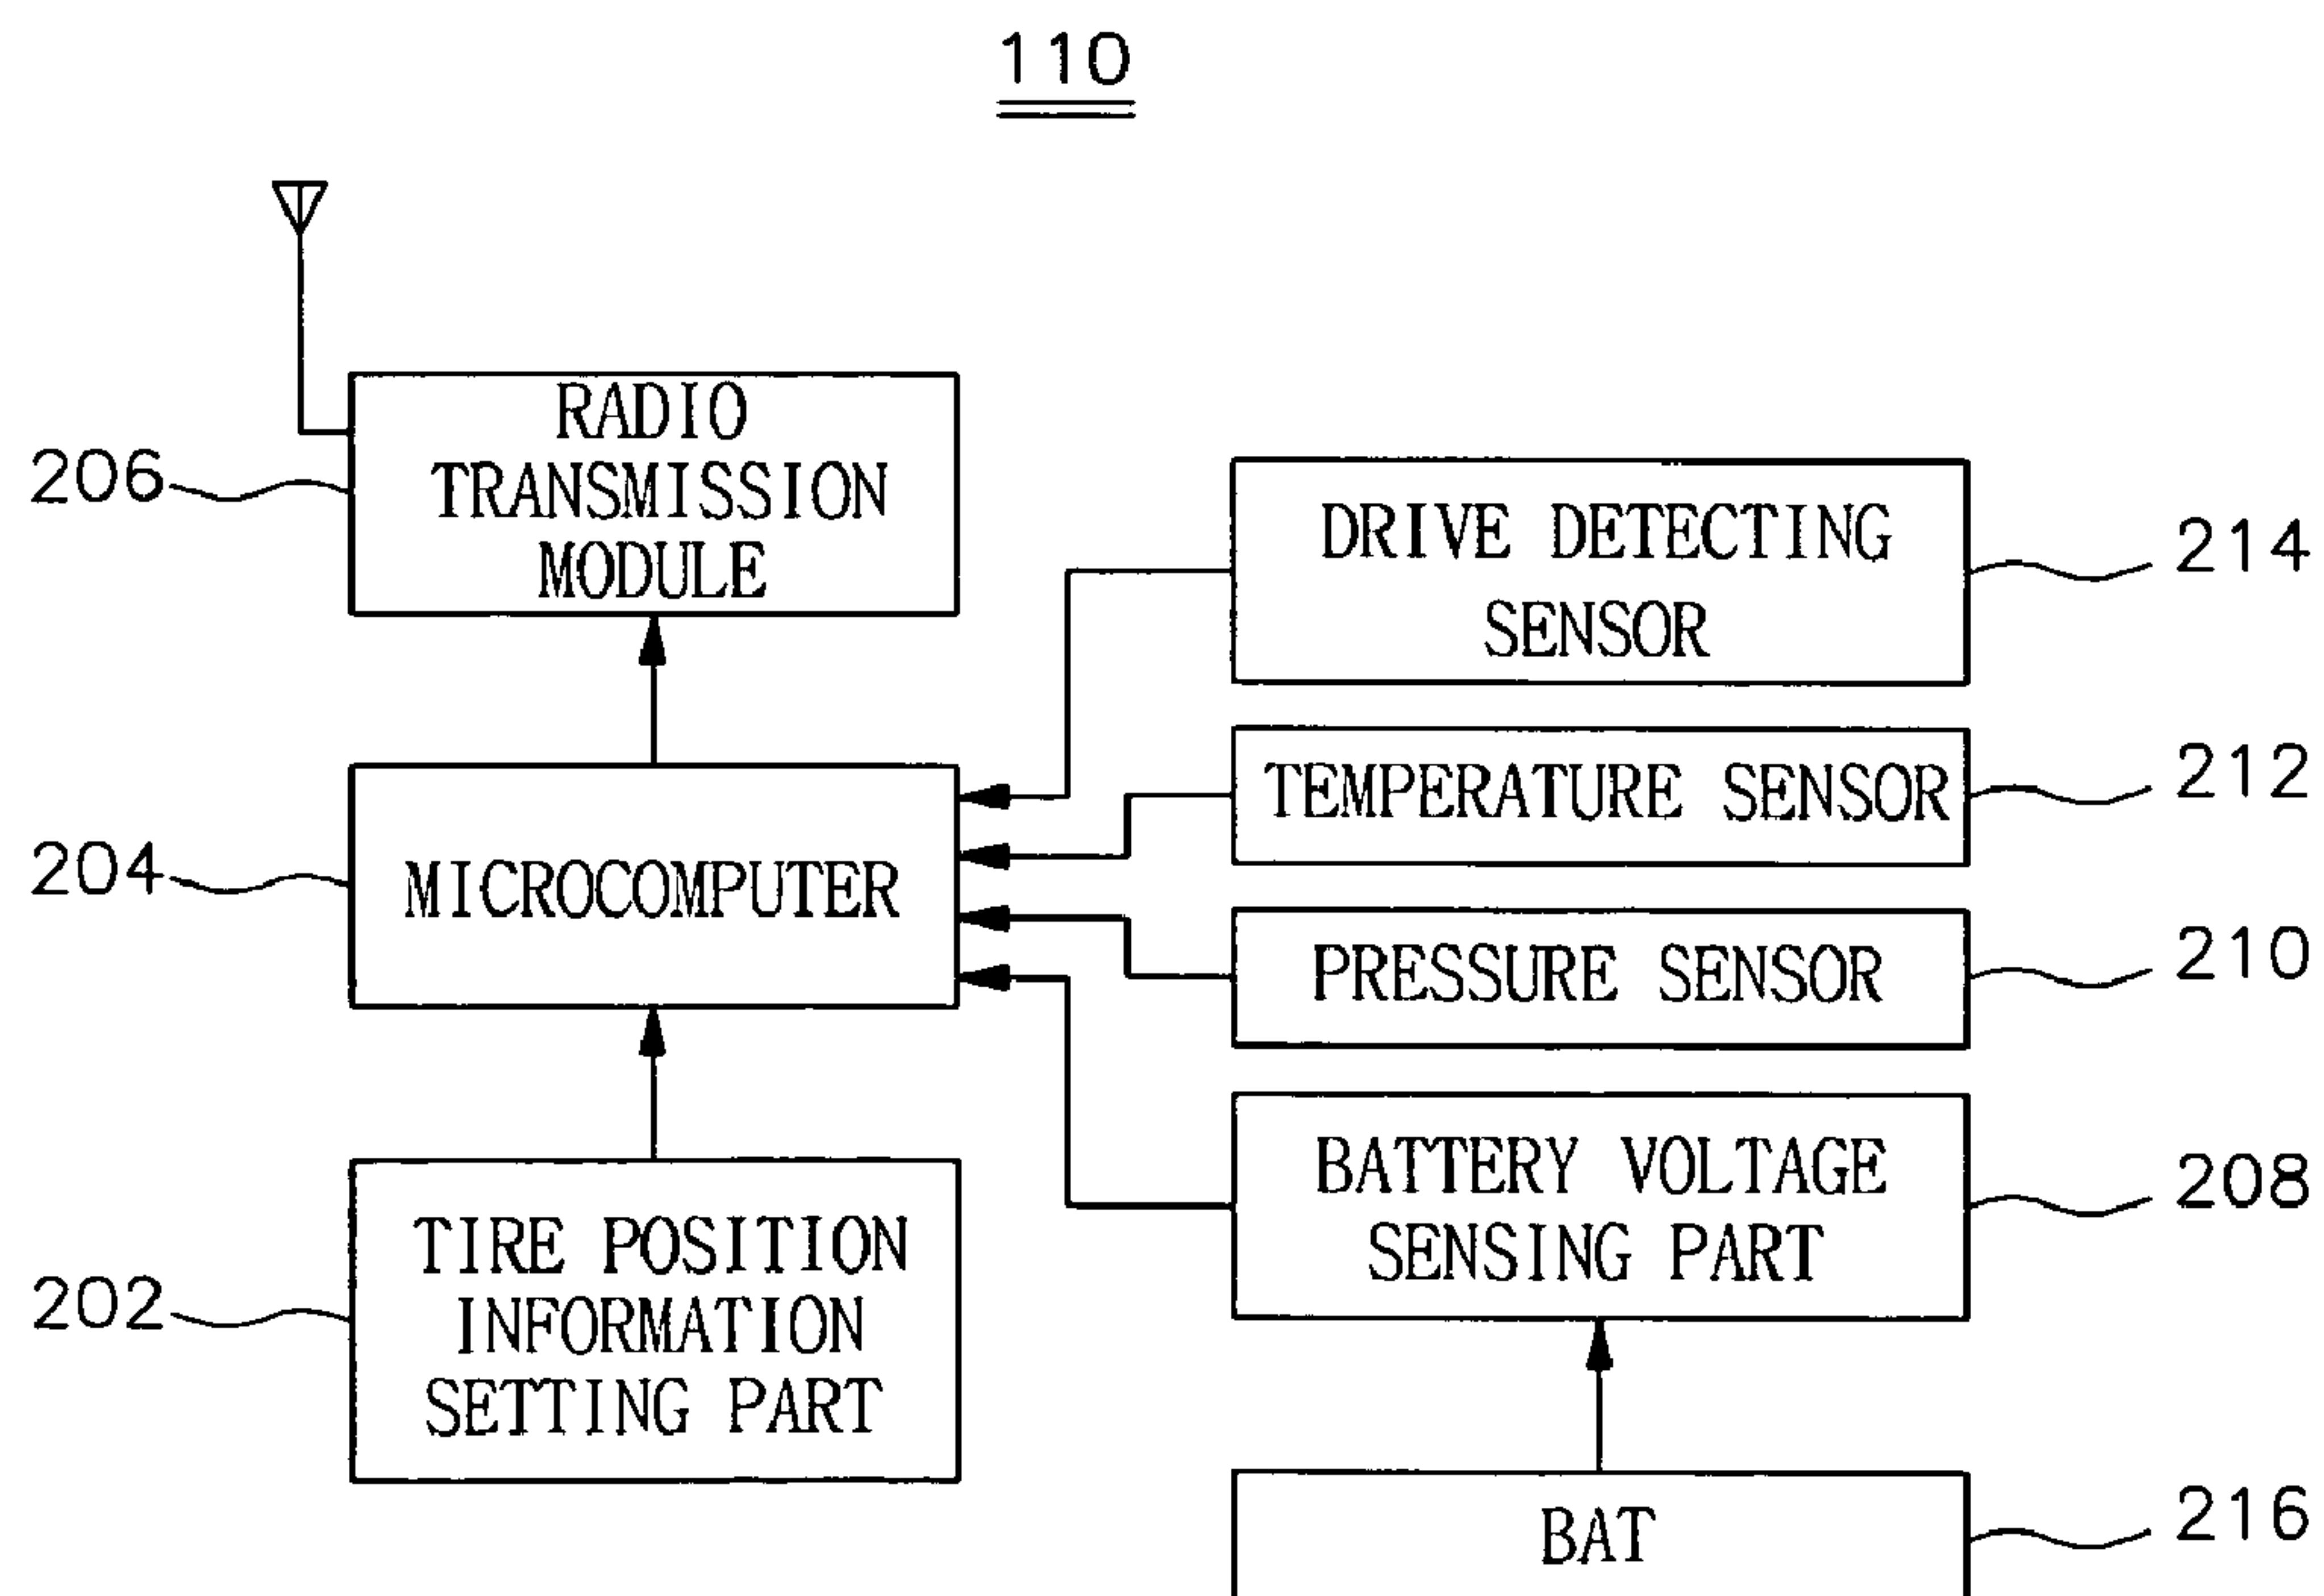 110
RADIO
TRANSMISSION
MODULE
206
DRIVE DETECTING
SENSOR
214
TEMPERATURE SENSOR
212
204
MICROCOMPUTER
PRESSURE SENSOR
210
BATTERY VOLTAGE
SENSING PART
208
202
TIRE POSITION
INFORMATION
SETTING PART
BAT
216